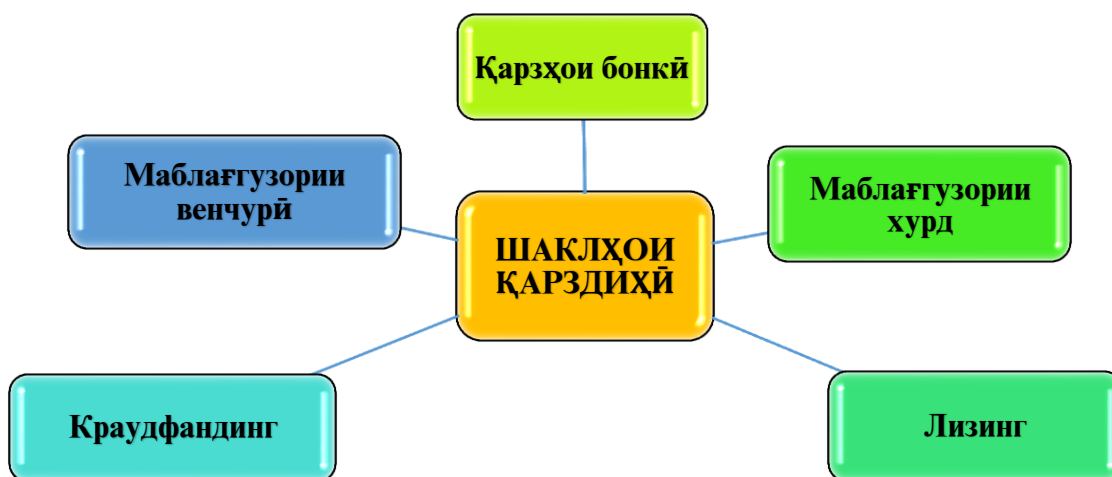 Қарзҳои бонкӣ
Маблағгузории
венчурӣ
Маблағгузории
хурд
ШАКЛҲОИ
ҚАРЗДИҲӢ
Краудфандинг
Лизинг